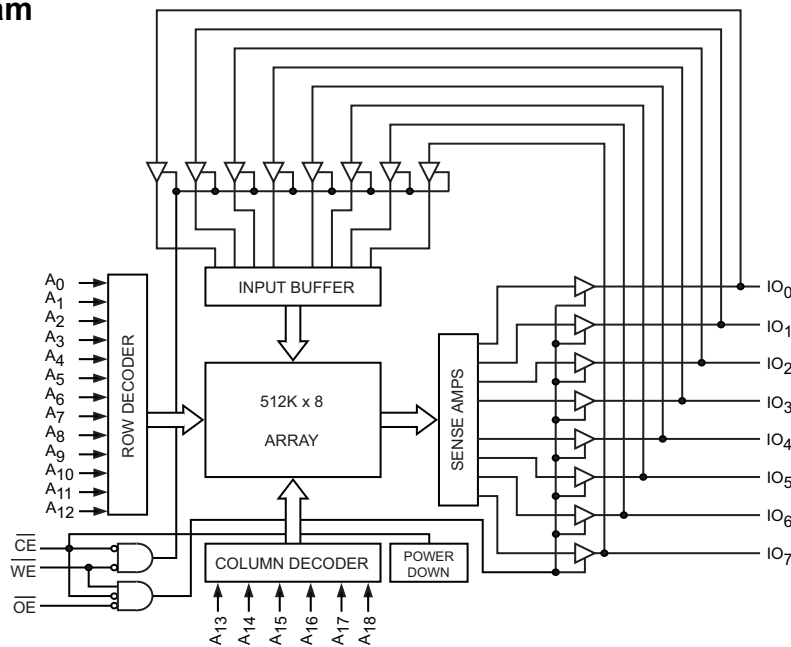 am
INPUT BUFFER
A0
A1
A2
A3
A4
A5
A6
A7
A8
A9
A10
A11
A12
ROW DECODER
512K x 8
ARRAY
SENSE AMPS
IO0
IO1
IO2
IO3
IO4
IO5
IO6
IO7
CE
WE
OE
COLUMN DECODER
POWER
DOWN
A13
A14
A15
A16
A17
A18